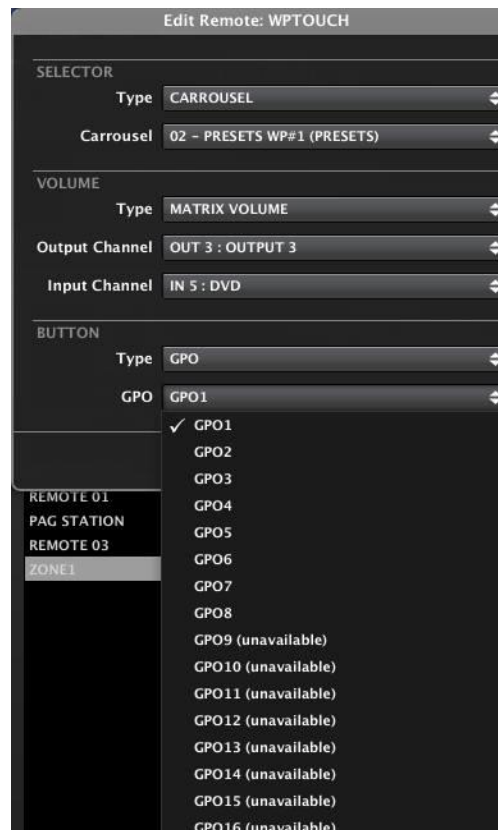 Edit Remote: WPTOUCH
SELECTOR
Type CARROUSEL
Carrousel 02 – PRESETS WP#1 (PRESETS)
VOLUME
Type MATRIX VOLUME
Output Channel OUT 3 : OUTPUT 3
Input Channel IN 5 : DVD
BUTTON
Type GPO
GPO GPO1
✓ GPO1
GPO2
GPO3
GPO4
GPO5
GPO6
GPO7
GPO8
GPO9 (unavailable)
GPO10 (unavailable)
GPO11 (unavailable)
GPO12 (unavailable)
GPO13 (unavailable)
GPO14 (unavailable)
GPO15 (unavailable)
GPO16 (unavailable)
REMOTE 01
PAG STATION
REMOTE 03
ZONE1